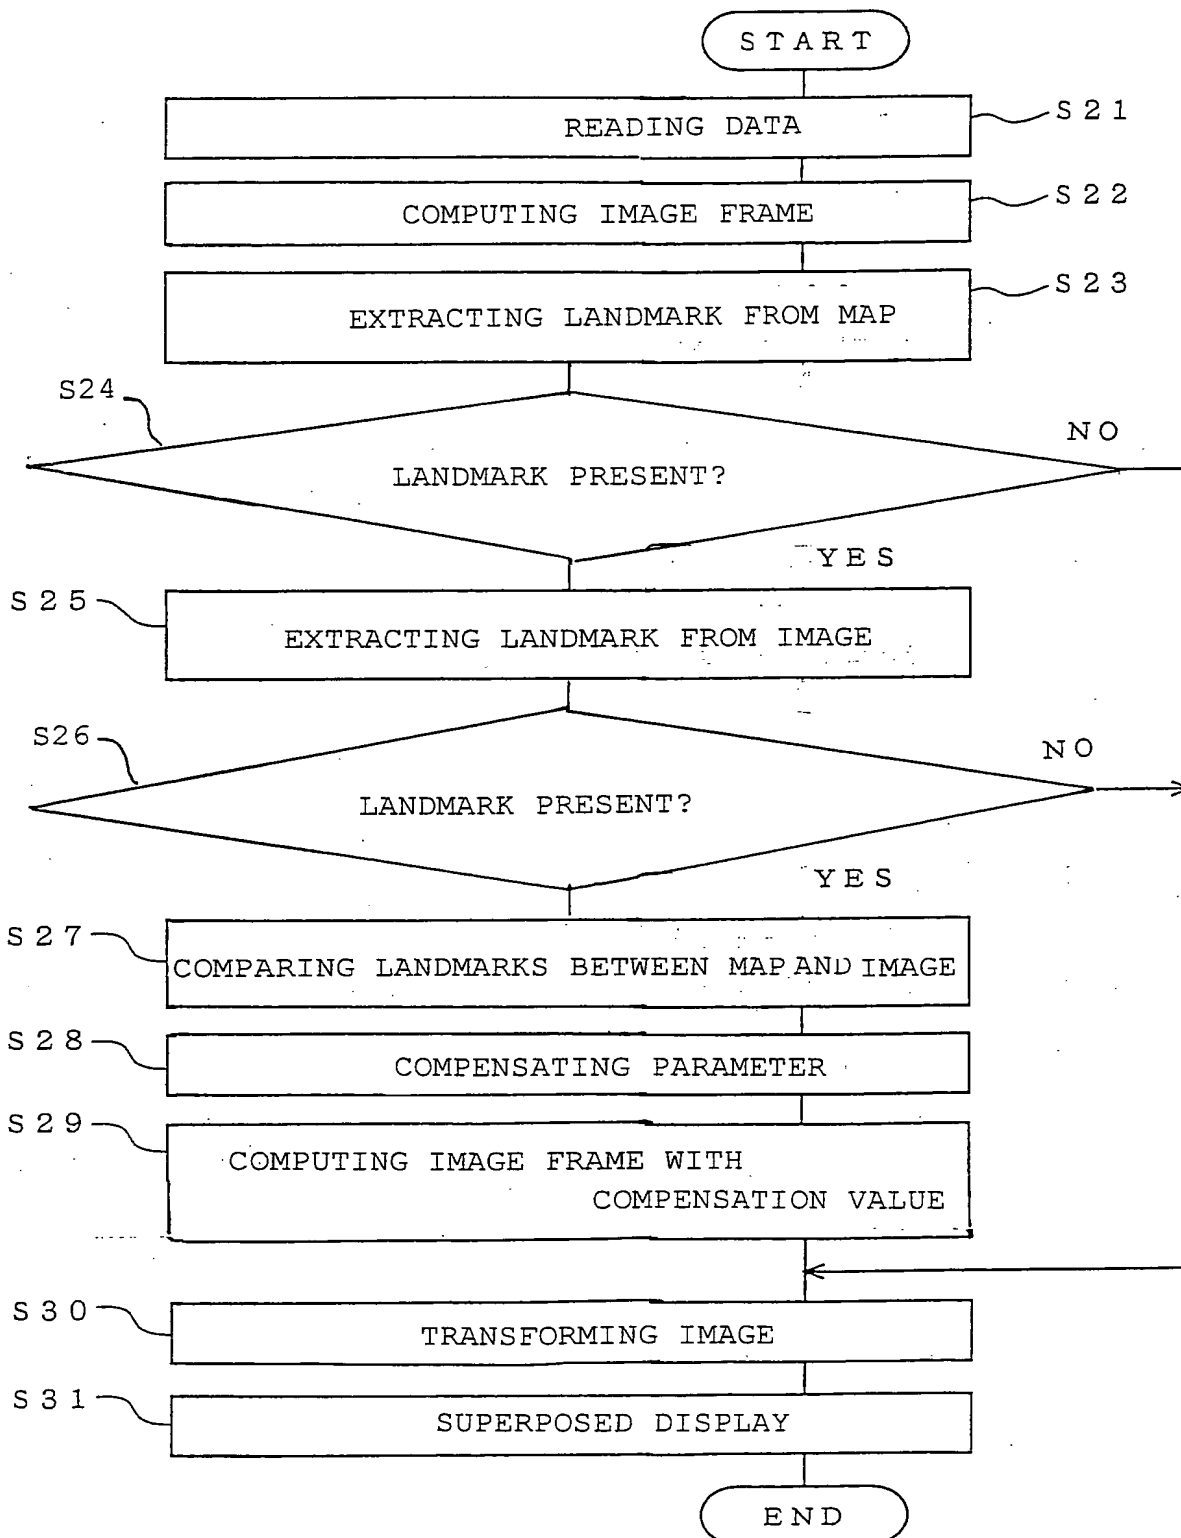 START
READING DATA
S21
COMPUTING IMAGE FRAME
S22
EXTRACTING LANDMARK FROM MAP
S23
S24
LANDMARK PRESENT?
NO
YES
S25
EXTRACTING LANDMARK FROM IMAGE
S26
LANDMARK PRESENT?
NO
YES
S27
COMPARING LANDMARKS BETWEEN MAP AND IMAGE
S28
COMPENSATING PARAMETER
S29
COMPUTING IMAGE FRAME WITH
COMPENSATION VALUE
S30
TRANSFORMING IMAGE
S31
SUPERPOSED DISPLAY
END